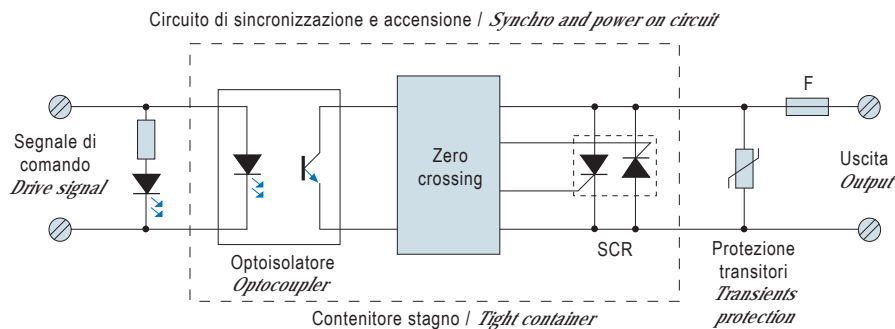 Circuito di sincronizzazione e accensione / Synchro and power on circuit
F
Segnale di
comando
Drive signal
Zero
crossing
Uscita
Output
Optoisolatore
Optocoupler
SCR
Protezione
transitori
Transients
protection
Contenitore stagno / Tight container